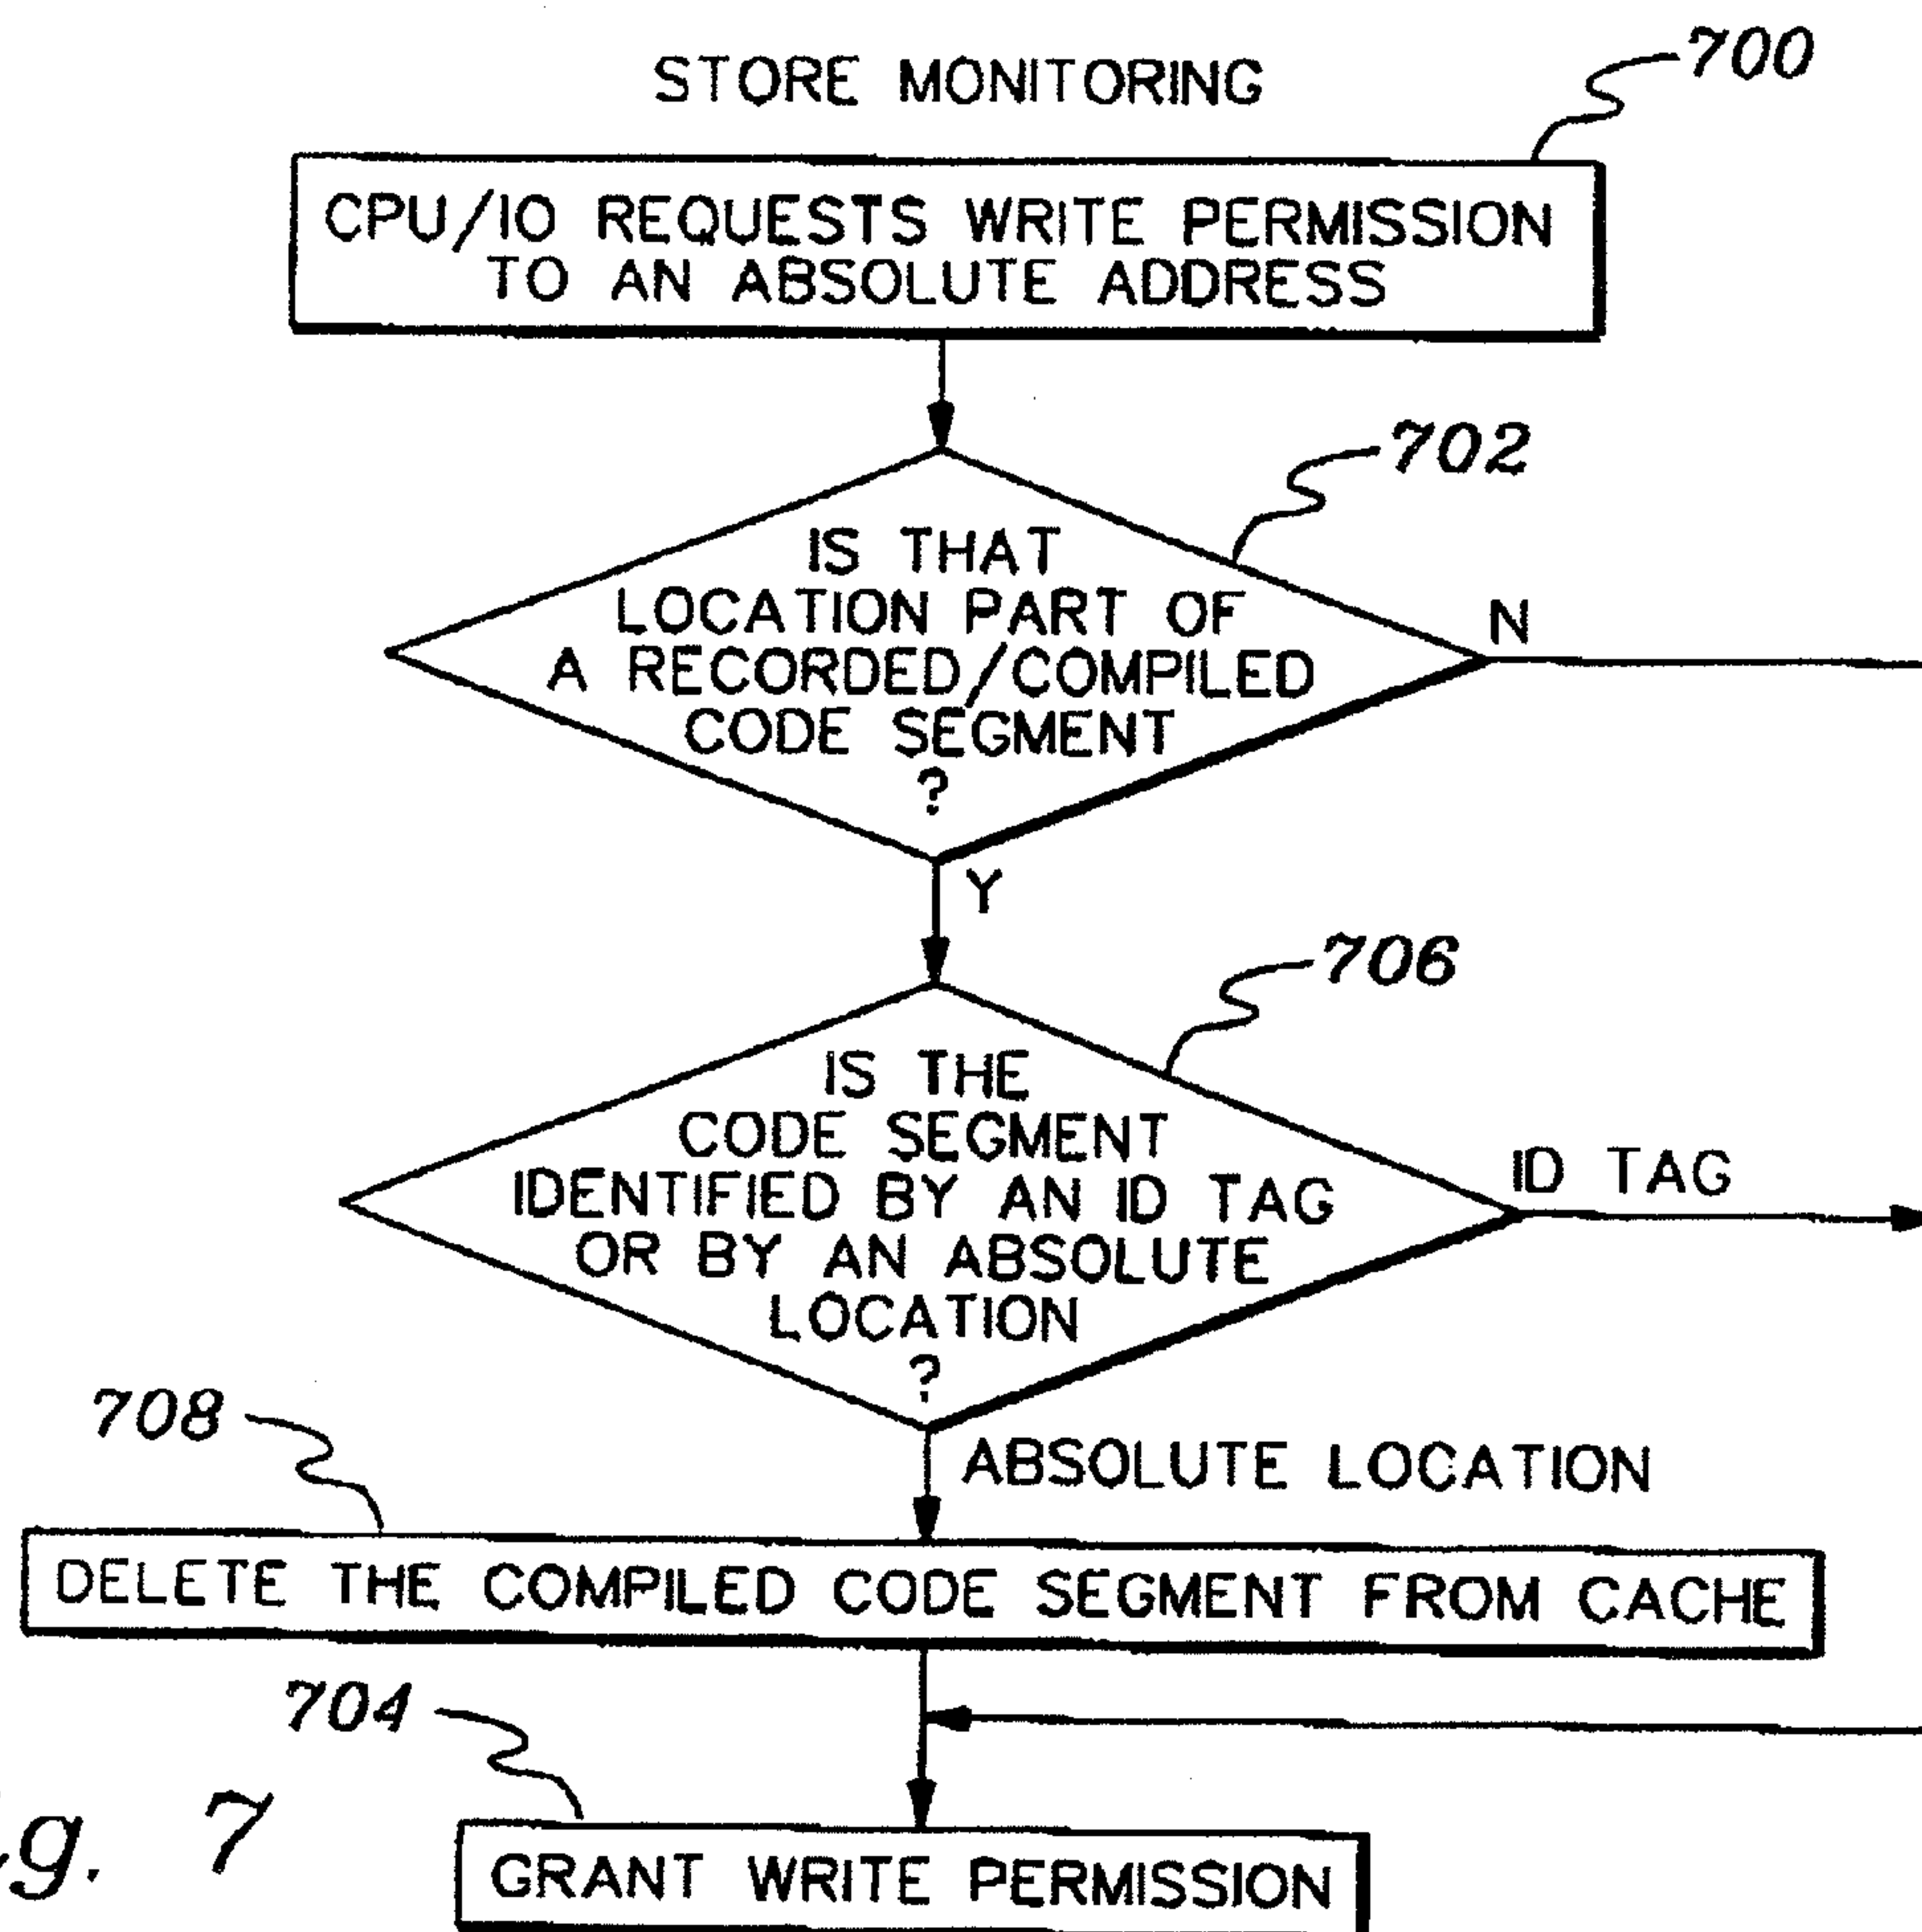 STORE MONITORING
700
CPU/IO REQUESTS WRITE PERMISSION
TO AN ABSOLUTE ADDRESS
702
IS THAT
LOCATION PART OF
A RECORDED/COMPILED
CODE SEGMENT
?
N
Y
706
IS THE
CODE SEGMENT
IDENTIFIED BY AN ID TAG
OR BY AN ABSOLUTE
LOCATION
?
ID TAG
708
ABSOLUTE LOCATION
DELETE THE COMPILED CODE SEGMENT FROM CACHE
704
g. 7
GRANT WRITE PERMISSION